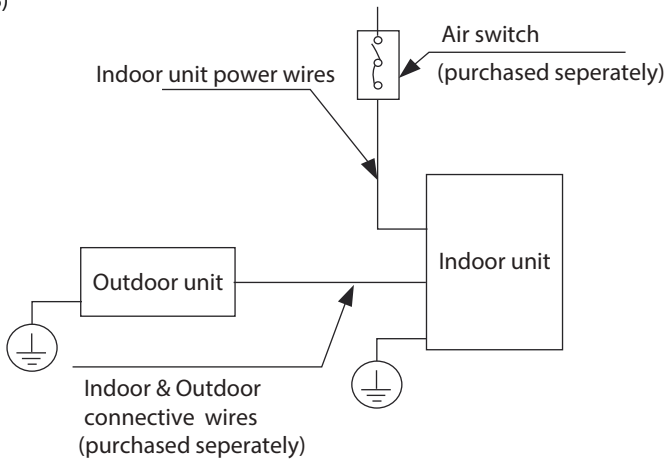 )
Air switch
(purchased seperately)
Indoor unit power wires
Indoor unit
Outdoor unit
Indoor & Outdoor
connective wires
(purchased seperately)